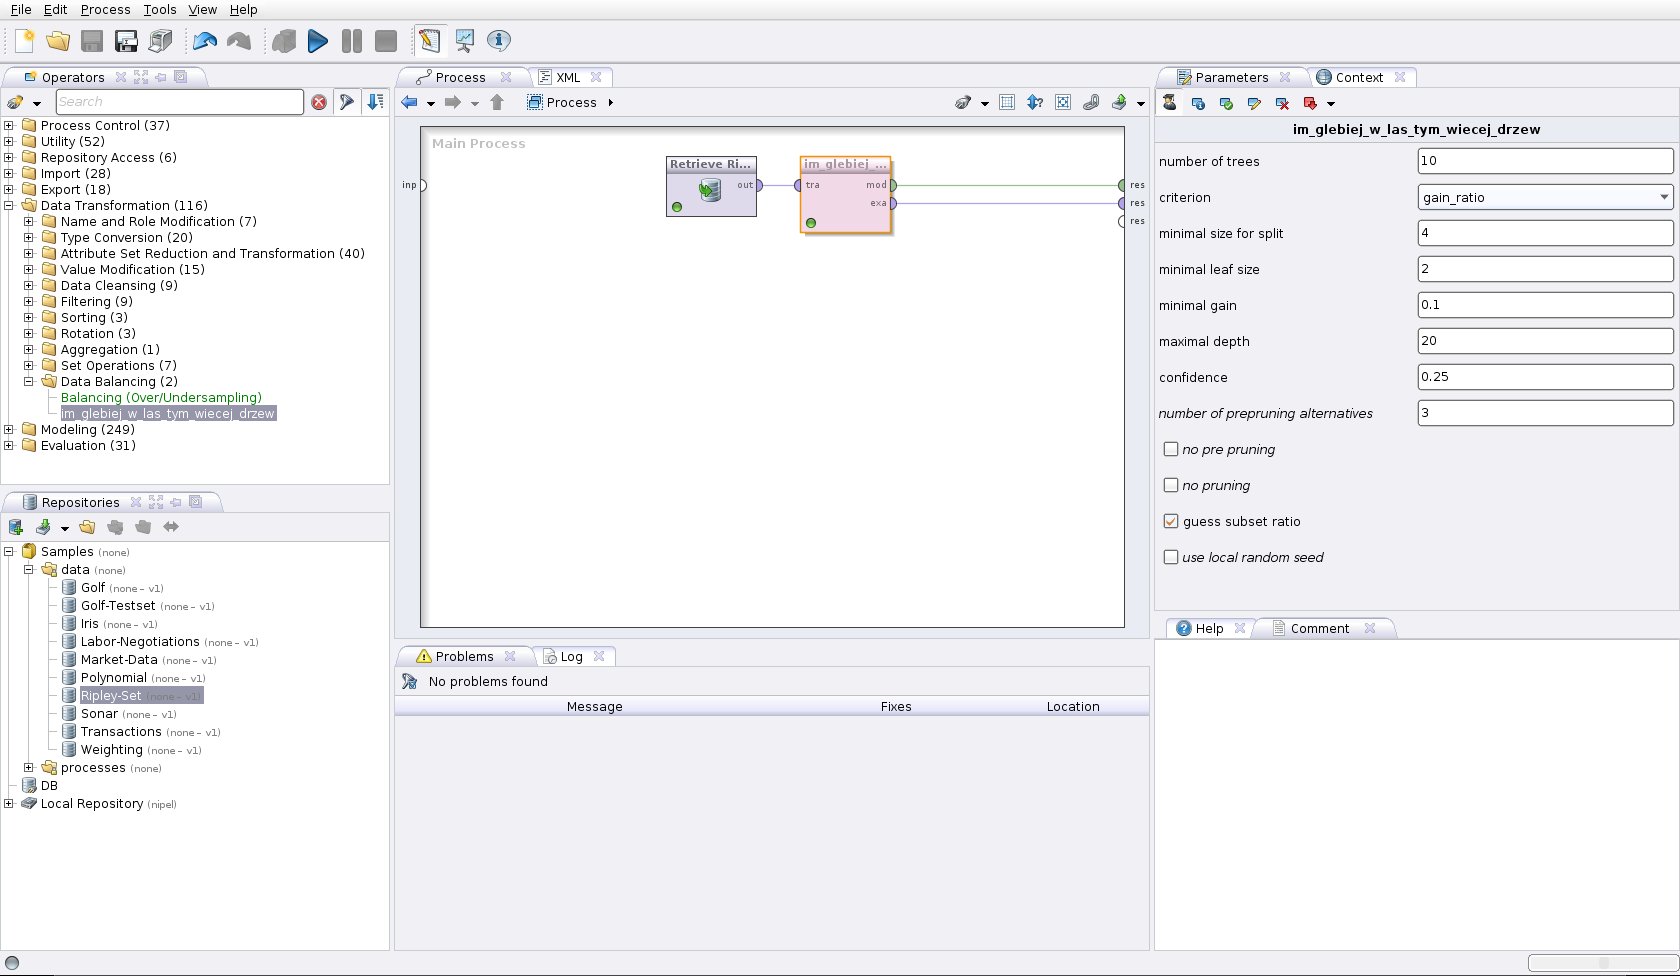 File Edit Process Tools View Help
Operators
Search
Process Control (37)
Utility (52)
Repository Access (6)
Import (28)
Export (18)
Data Transformation (116)
Name and Role Modification (7)
Type Conversion (20)
Attribute Set Reduction and Transformation (40)
Value Modification (15)
Data Cleansing (9)
Filtering (9)
Sorting (3)
Rotation (3)
Aggregation (1)
Set Operations (7)
Data Balancing (2)
Balancing (Over/Undersampling)
im_glebiej_w_las_tym_wiecej_drzew
Modeling (249)
Evaluation (31)
Repositories
Samples (none)
data (none)
Golf (none – v1)
Golf-Testset (none – v1)
Iris (none – v1)
Labor-Negotiations (none – v1)
Market-Data (none – v1)
Polynomial (none – v1)
Ripley-Set (none – v1)
Sonar (none – v1)
Transactions (none – v1)
Weighting (none – v1)
processes (none)
DB
Local Repository (nipel)
Process XML
Process
Main Process
inp
Retrieve Ri...
out
im_glebiej_...
tra mod
exa
res
res
res
Problems Log
No problems found
Message Fixes Location
Parameters Context
im_glebiej_w_las_tym_wiecej_drzew
number of trees 10
criterion gain_ratio
minimal size for split 4
minimal leaf size 2
minimal gain 0.1
maximal depth 20
confidence 0.25
number of prepruning alternatives 3
no pre pruning
no pruning
guess subset ratio
use local random seed
Help Comment